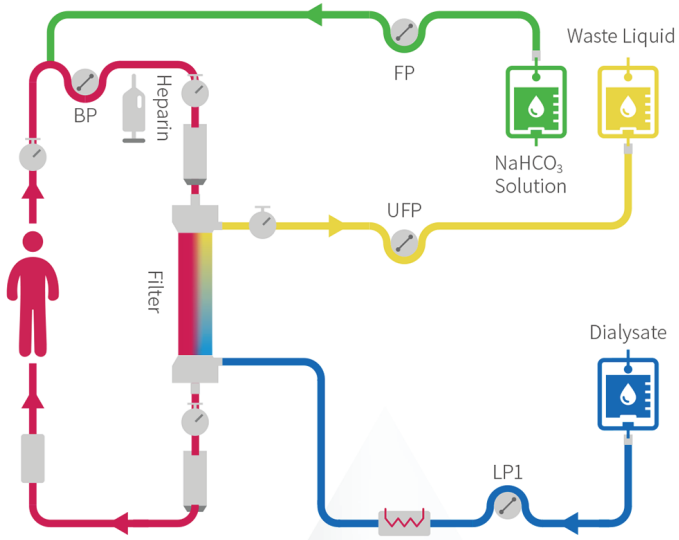 Waste Liquid
FP
BP
Heparin
NaHCO₃
Solution
UFP
Filter
Dialysate
LP1